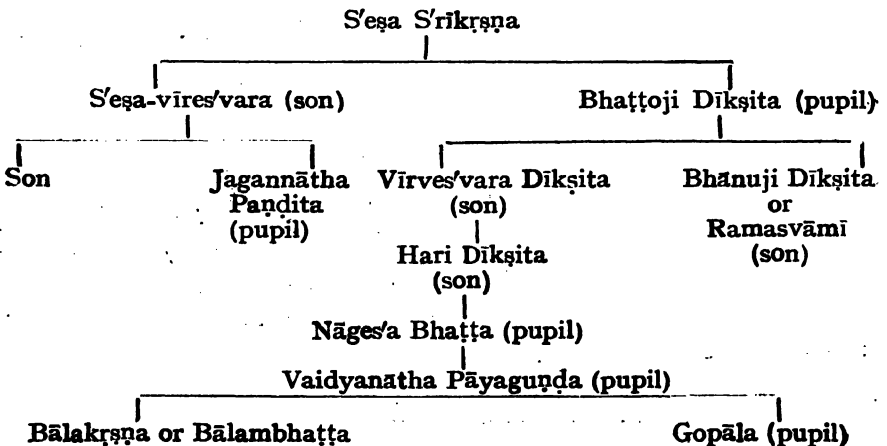 S'eṣa S'rīkṛṣṇa
S'eṣa-vīres'vara (son) Bhaṭṭoji Dīkṣita (pupil)
Son Jagannātha Vīrves'vara Dīkṣita Bhānuji Dīkṣita
Paṇḍita (son) or
(pupil) Ramasvāmī
Hari Dīkṣita (son)
(son)
Nāges'a Bhaṭṭa (pupil)
Vaidyanātha Pāyaguṇḍa (pupil)
Bālakṛṣṇa or Bālambhaṭṭa Gopāla (pupil)